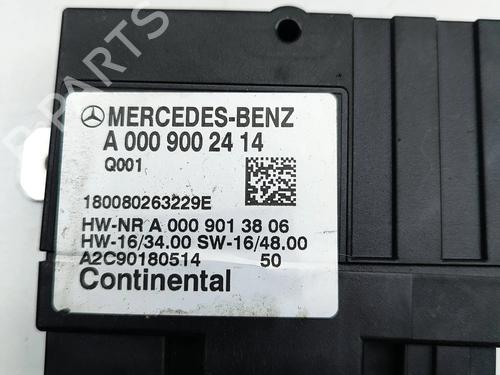 B-PARTS
MERCEDES-BENZ
A 000 900 24 14
Q001
180080263229E
HW-NR A 000 901 38 06
HW-16/34.00 SW-16/48.00
A2C90180514 50
Continental